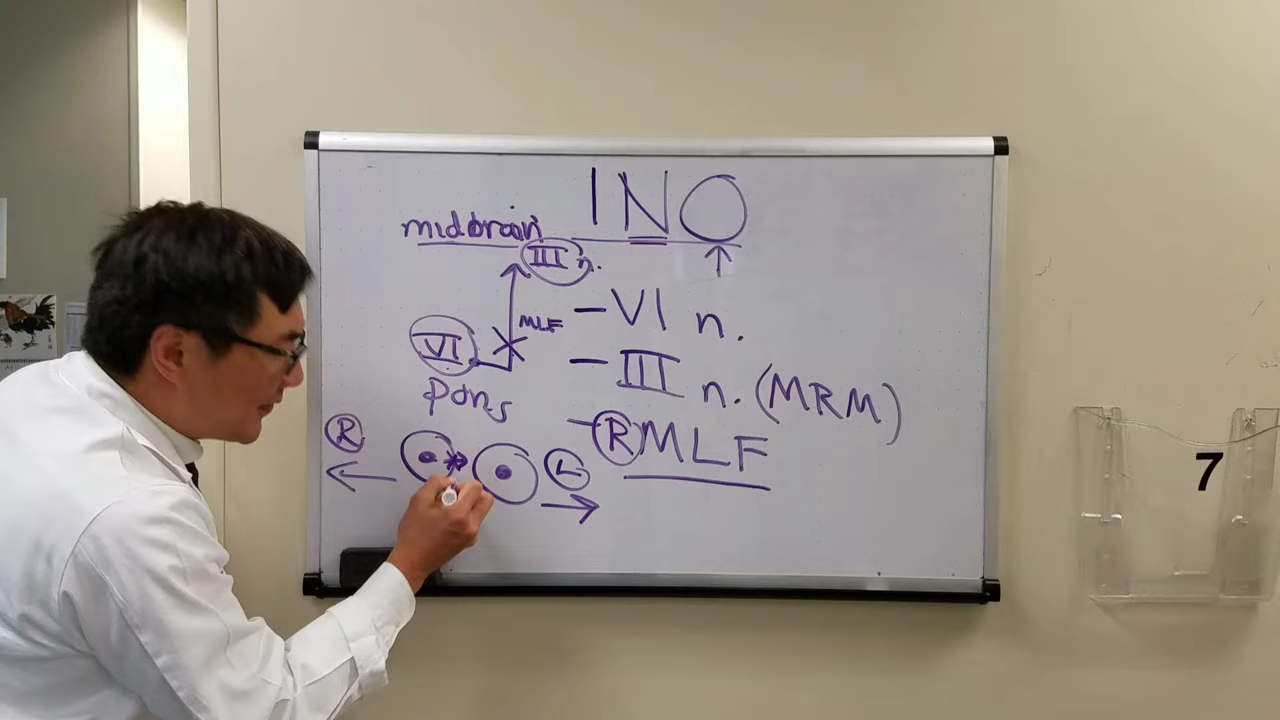 INO
midbrain
III n.
MLF
- VI n.
VI
- III n. (MRM)
pons
R
- R MLF
L
7